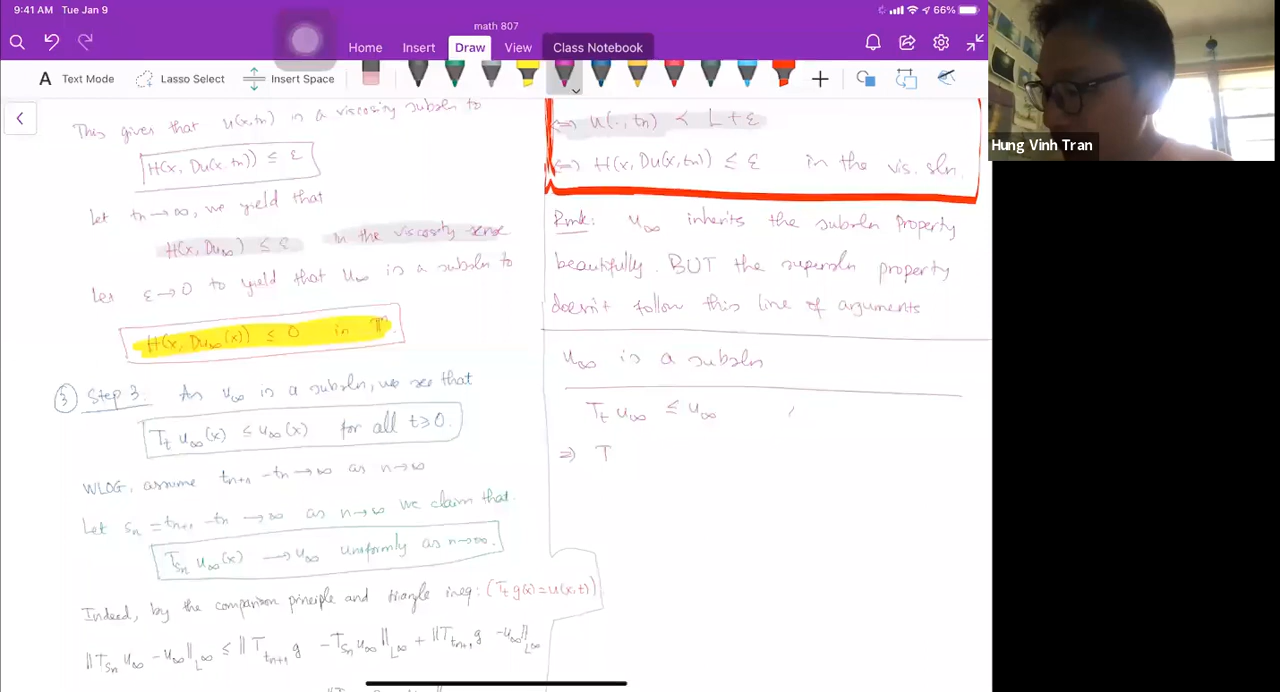 9:41 AM Tue Jan 9
66%
math 807
Home Insert Draw View Class Notebook
A Text Mode Lasso Select Insert Space
Hung Vinh Tran
This gives that u(x,tn) is a viscosity subsln to
H(x, Du(x,tn)) ≤ ε
Let tn→∞, we yield that
H(x, Du∞) ≤ ε in the viscosity sense
Let ε→0 to yield that u∞ is a subsln to
H(x, Du∞(x)) ≤ 0 in 𝕋ⁿ.
③ Step 3. As u∞ is a subsln, we see that
Tt u∞(x) ≤ u∞(x) for all t≥0.
WLOG, assume tn+1 - tn → ∞ as n→∞
Let sn = tn+1 - tn → ∞ as n→∞ We claim that.
Tsn u∞(x) → u∞ uniformly as n→∞.
Indeed, by the comparison principle and triangle ineq: (Tt g(x) = u(x,t))
‖Tsn u∞ - u∞‖L∞ ≤ ‖Ttn+1 g - Tsn u∞‖L∞ + ‖Ttn+1 g - u∞‖L∞
⇔ u(·,tn) < L+ε
⇔ H(x, Du(x,tn)) ≤ ε in the vis. sln.
Rmk: u∞ inherits the subsln property
beautifully. BUT the supersln property
doesn't follow this line of arguments
u∞ is a subsln
Tt u∞ ≤ u∞
⇒ T